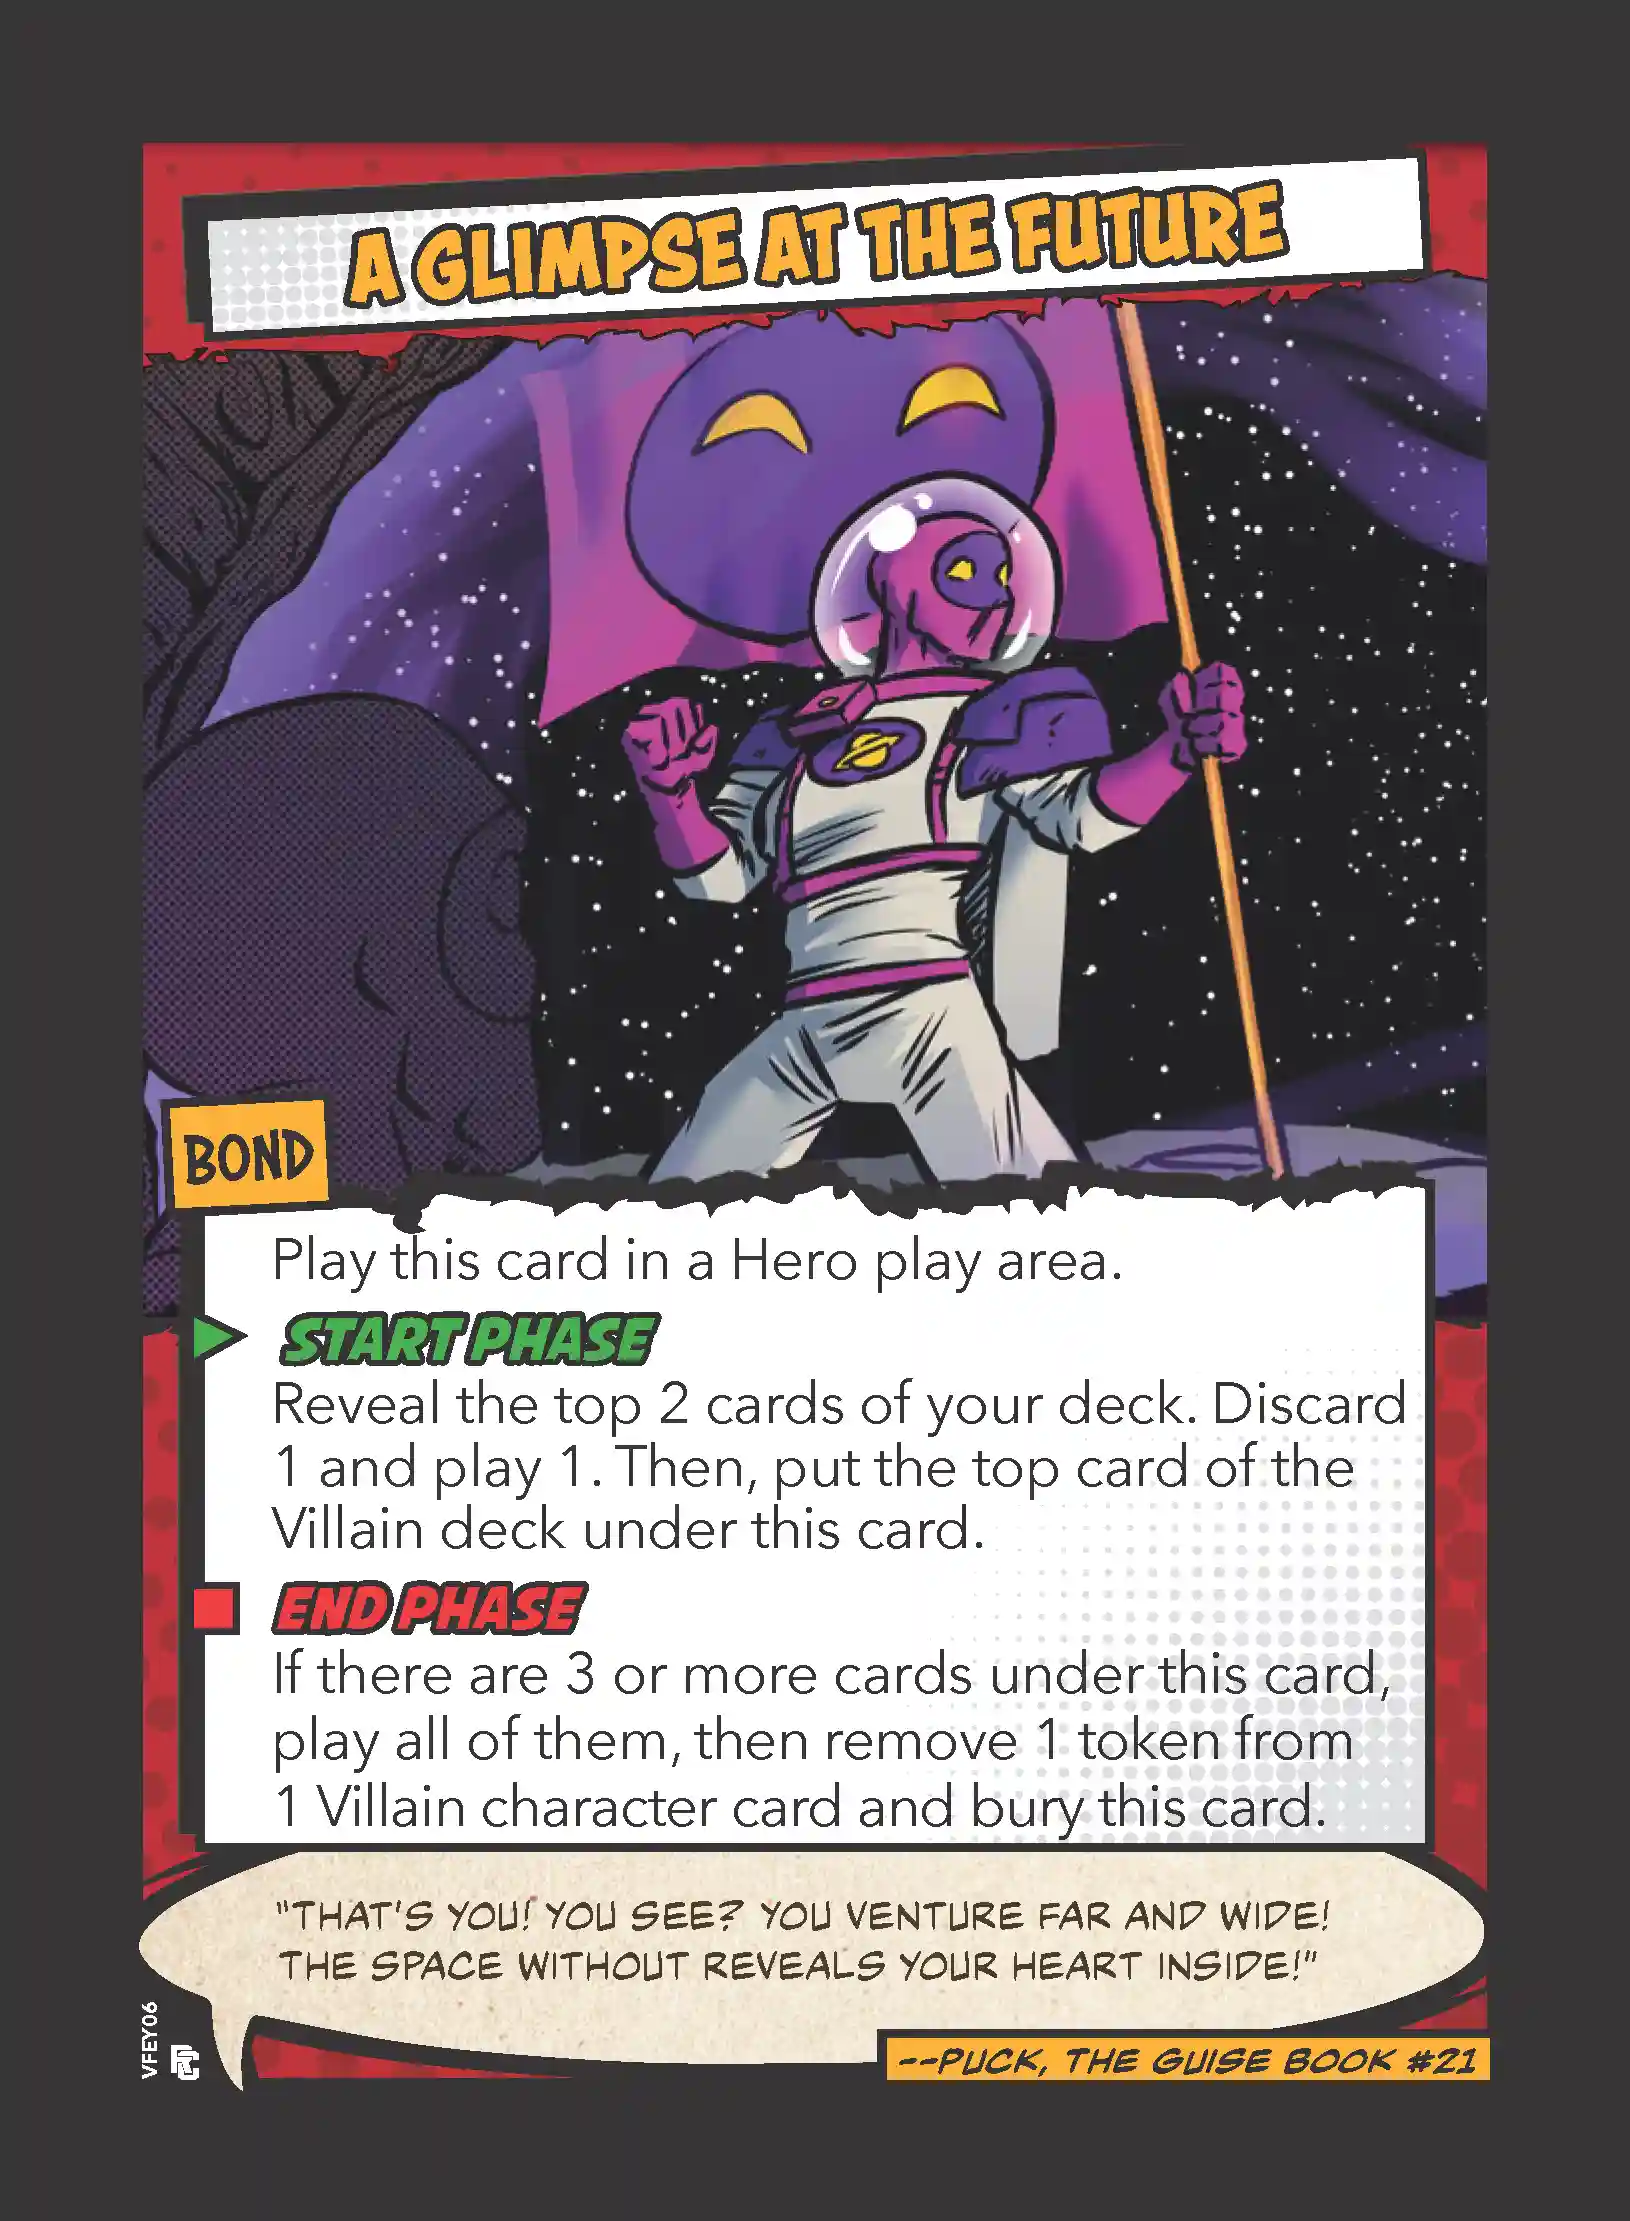 A GLIMPSE AT THE FUTURE
BOND
Play this card in a Hero play area.
START PHASE
Reveal the top 2 cards of your deck. Discard
1 and play 1. Then, put the top card of the
Villain deck under this card.
END PHASE
If there are 3 or more cards under this card,
play all of them, then remove 1 token from
1 Villain character card and bury this card.
"THAT'S YOU! YOU SEE? YOU VENTURE FAR AND WIDE!
THE SPACE WITHOUT REVEALS YOUR HEART INSIDE!"
--PUCK, THE GUISE BOOK #21
VFEY06